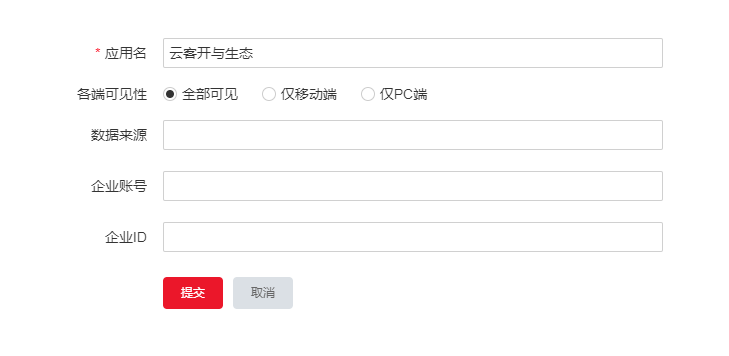 * 应用名 云客开与生态
各端可见性 全部可见 仅移动端 仅PC端
数据来源
企业账号
企业ID
提交 取消